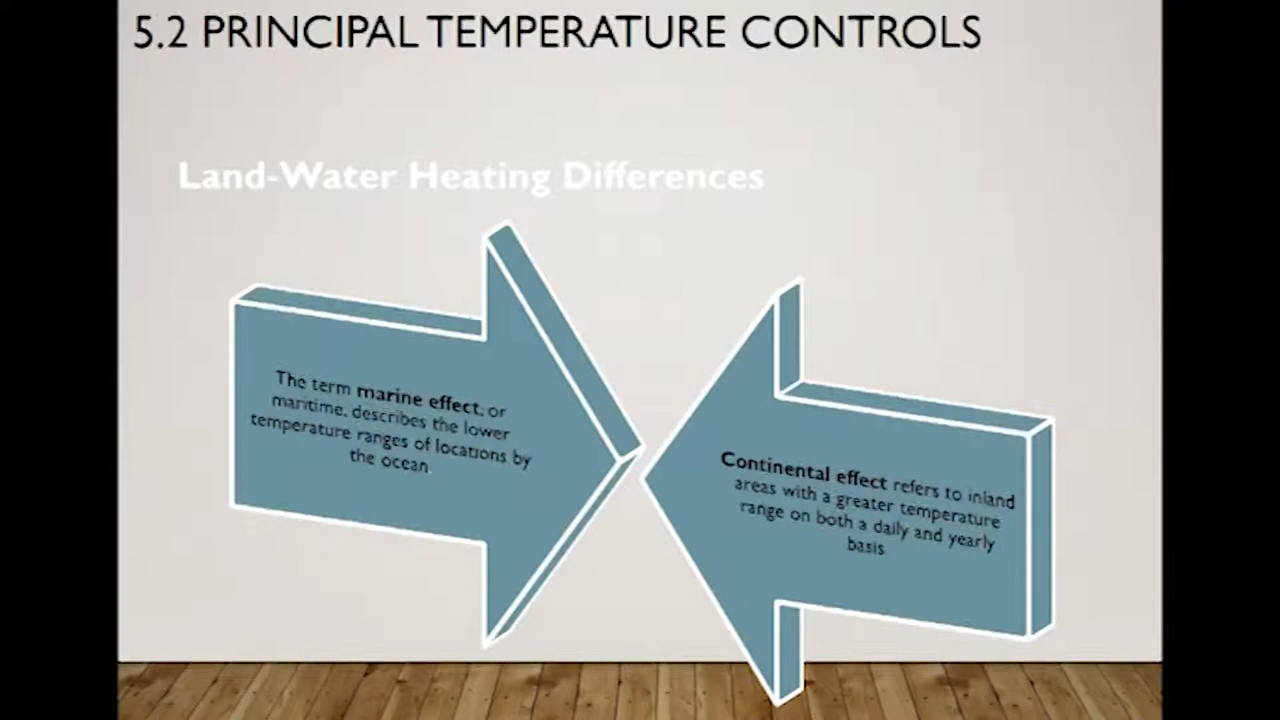 5.2 PRINCIPAL TEMPERATURE CONTROLS
Land-Water Heating Differences
The term marine effect, or
maritime, describes the lower
temperature ranges of locations by
the ocean.
Continental effect refers to inland
areas with a greater temperature
range on both a daily and yearly
basis